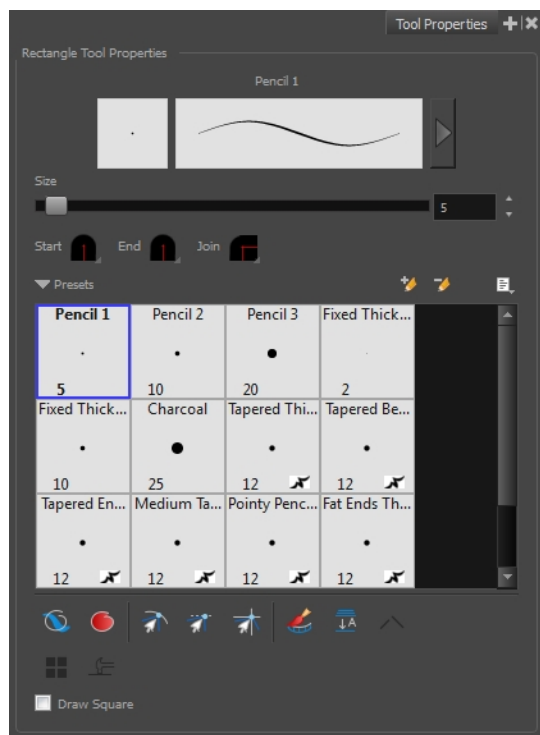 Tool Properties
Rectangle Tool Properties
Pencil 1
Size
5
Start End Join
Presets
Pencil 1 Pencil 2 Pencil 3 Fixed Thick...
5 10 20 2
Fixed Thick... Charcoal Tapered Thi... Tapered Be...
10 25 12 12
Tapered En... Medium Ta... Pointy Penc... Fat Ends Th...
12 12 12 12
A
Draw Square